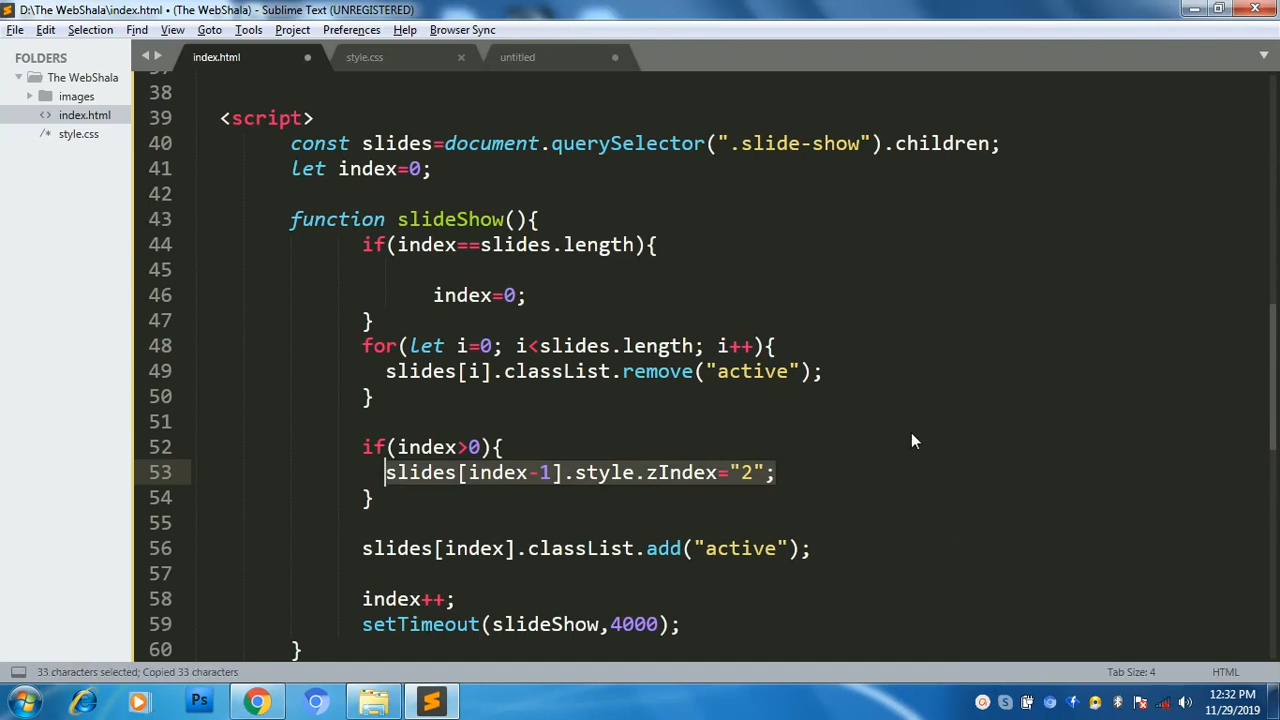 D:\The WebShala\index.html • (The WebShala) - Sublime Text (UNREGISTERED)
File Edit Selection Find View Goto Tools Project Preferences Help Browser Sync
FOLDERS
The WebShala
images
index.html
style.css
index.html style.css untitled
38
39 <script>
40 const slides=document.querySelector(".slide-show").children;
41 let index=0;
42
43 function slideShow(){
44 if(index==slides.length){
45
46 index=0;
47 }
48 for(let i=0; i<slides.length; i++){
49 slides[i].classList.remove("active");
50 }
51
52 if(index>0){
53 slides[index-1].style.zIndex="2";
54 }
55
56 slides[index].classList.add("active");
57
58 index++;
59 setTimeout(slideShow,4000);
60 }
33 characters selected; Copied 33 characters Tab Size: 4 HTML
Ps
12:32 PM
11/29/2019